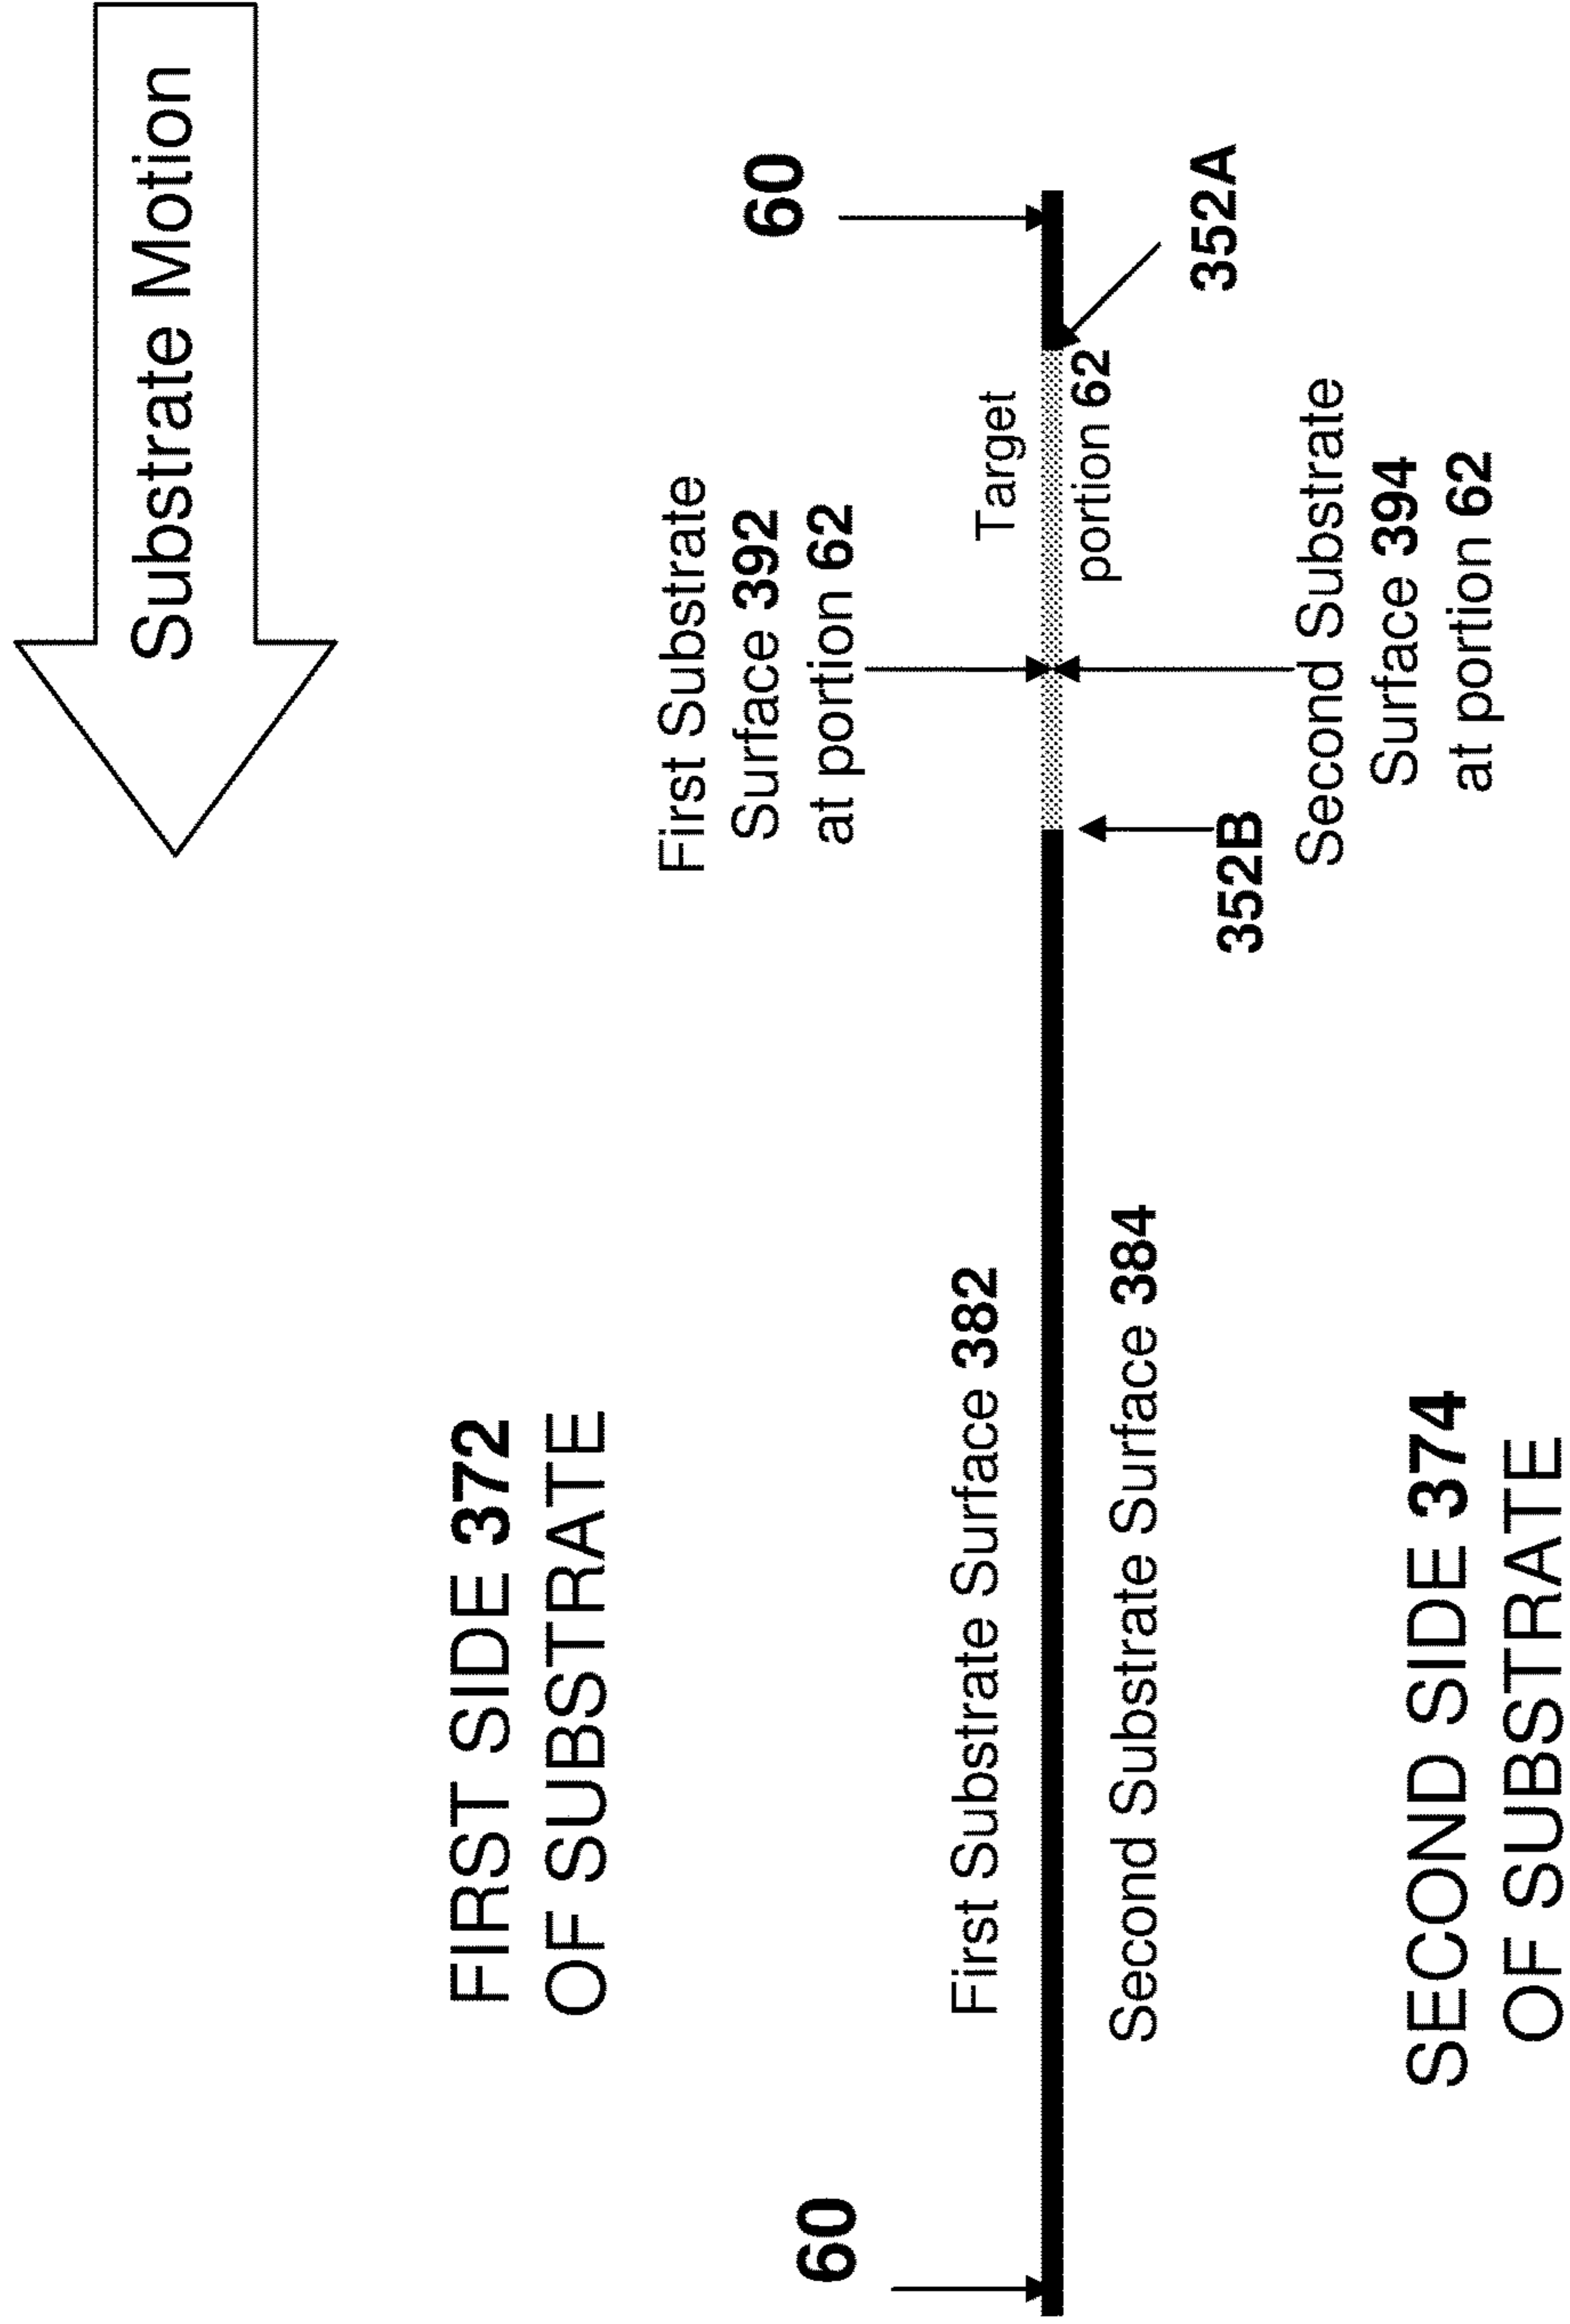 Substrate Motion
FIRST SIDE 372
OF SUBSTRATE
First Substrate
Surface 392
at portion 62
60
60
First Substrate Surface 382
Target
portion 62
Second Substrate Surface 384
352A
352B
Second Substrate
Surface 394
at portion 62
SECOND SIDE 374
OF SUBSTRATE